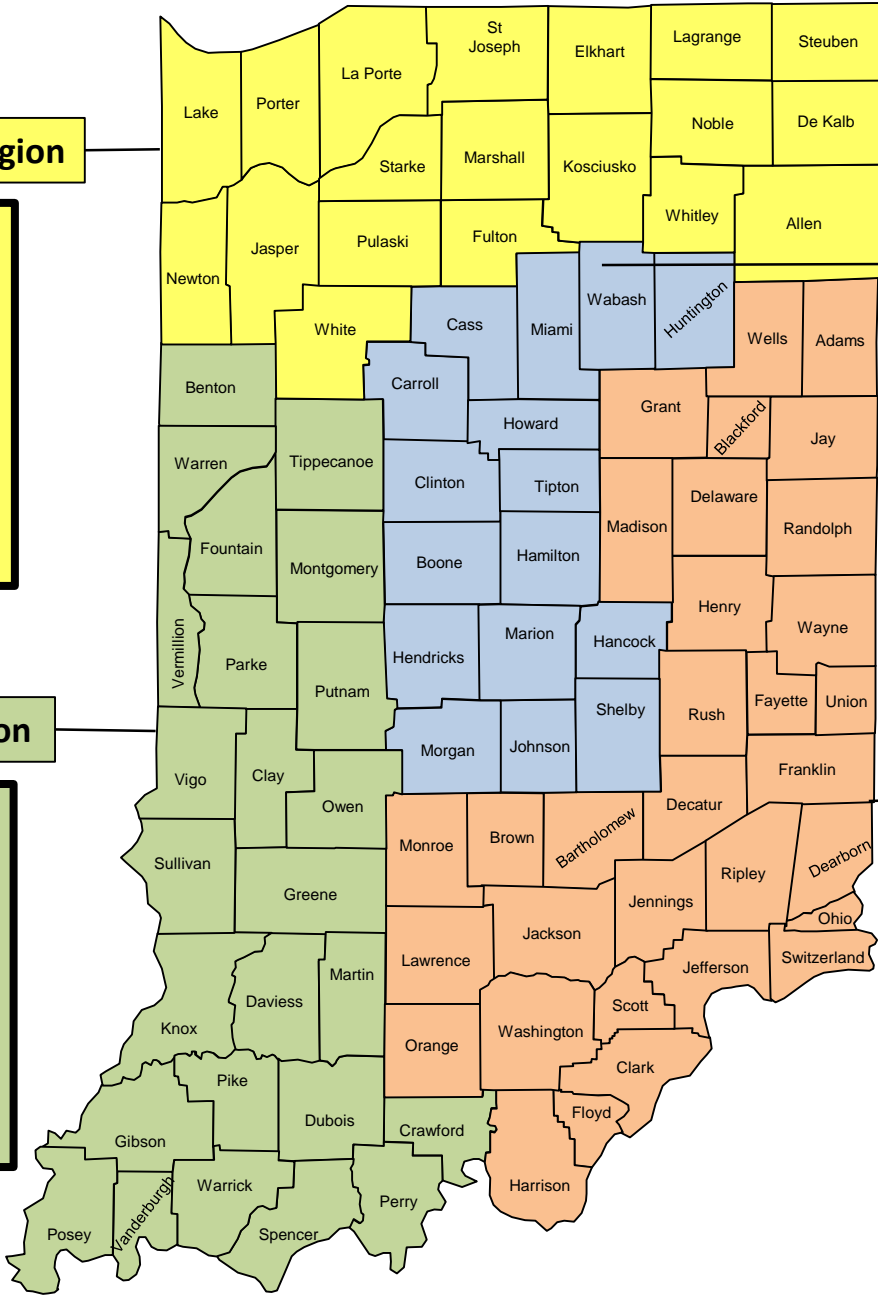 St
Joseph
Elkhart
Lagrange
Steuben
La Porte
Lake
Porter
Noble
De Kalb
gion
Starke
Marshall
Kosciusko
Whitley
Allen
Newton
Jasper
Pulaski
Fulton
White
Cass
Miami
Wabash
Huntington
Wells
Adams
Benton
Carroll
Grant
Blackford
Jay
Howard
Warren
Tippecanoe
Clinton
Tipton
Delaware
Madison
Randolph
Fountain
Montgomery
Boone
Hamilton
Henry
Wayne
Vermillion
Parke
Putnam
Hendricks
Marion
Hancock
Rush
Fayette
Union
on
Shelby
Morgan
Johnson
Vigo
Clay
Owen
Franklin
Decatur
Monroe
Brown
Bartholomew
Sullivan
Greene
Ripley
Dearborn
Jennings
Ohio
Jackson
Lawrence
Switzerland
Jefferson
Martin
Daviess
Knox
Scott
Washington
Orange
Clark
Pike
Dubois
Crawford
Floyd
Gibson
Harrison
Warrick
Perry
Vanderburgh
Posey
Spencer